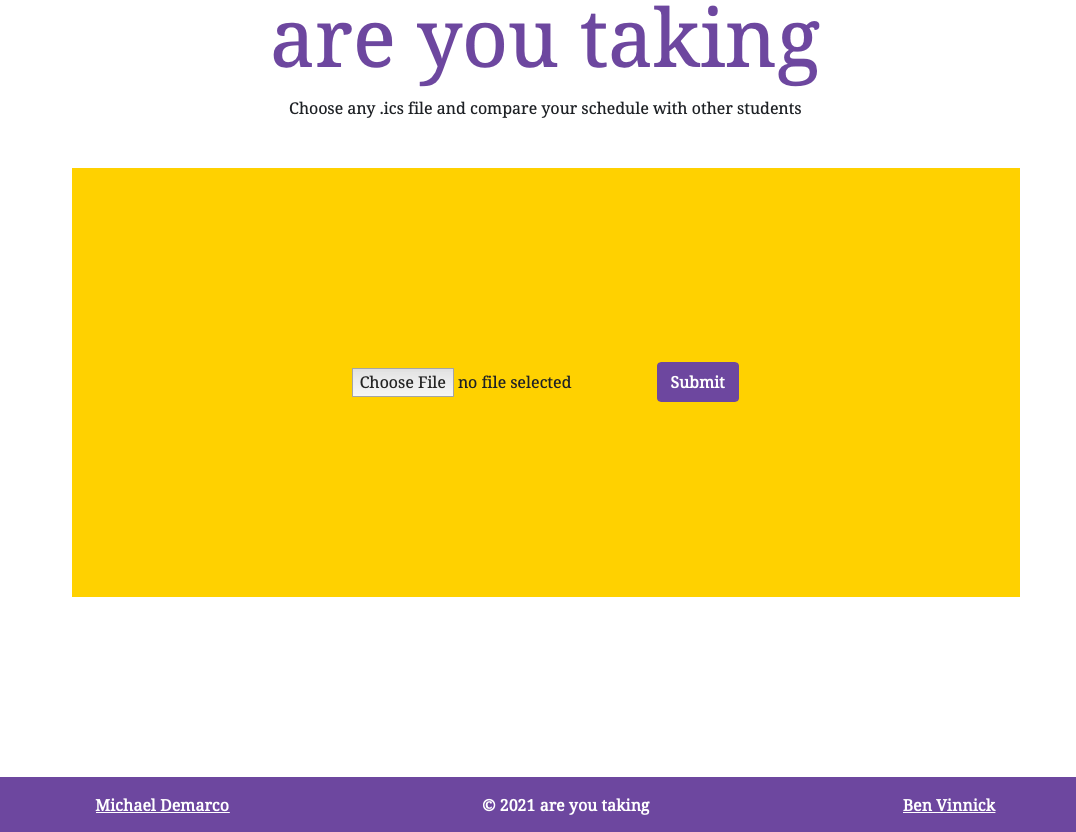 are you taking
Choose any .ics file and compare your schedule with other students
Choose File no file selected Submit
Michael Demarco © 2021 are you taking Ben Vinnick